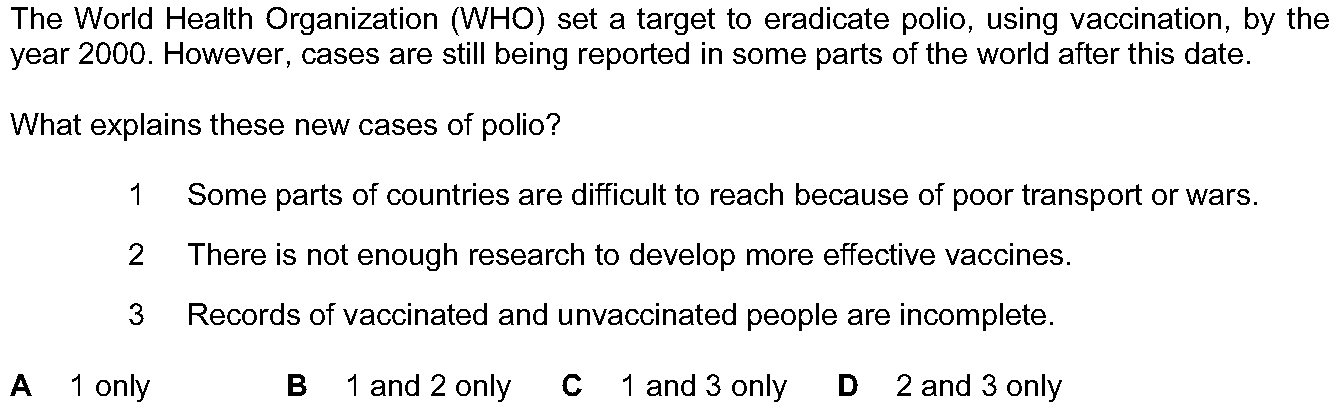 The World Health Organization (WHO) set a target to eradicate polio, using vaccination, by the
year 2000. However, cases are still being reported in some parts of the world after this date.
What explains these new cases of polio?
1 Some parts of countries are difficult to reach because of poor transport or wars.
2 There is not enough research to develop more effective vaccines.
3 Records of vaccinated and unvaccinated people are incomplete.
A 1 only B 1 and 2 only C 1 and 3 only D 2 and 3 only